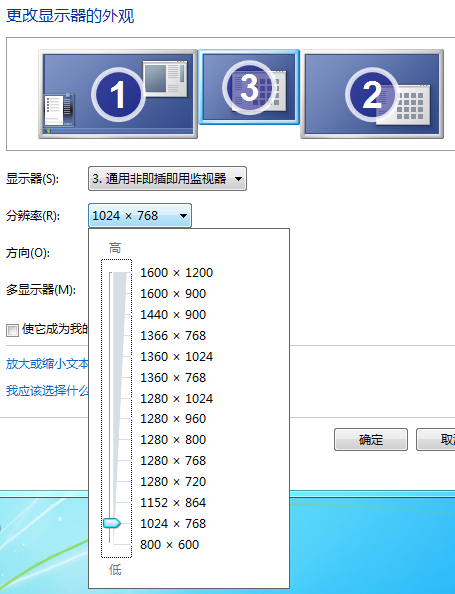 更改显示器的外观
1 3 2
显示器(S): 3. 通用非即插即用监视器
分辨率(R): 1024 × 768
方向(O):
多显示器(M):
使它成为我的
放大或缩小文本
我应该选择什么
高
1600 × 1200
1600 × 900
1440 × 900
1366 × 768
1360 × 1024
1360 × 768
1280 × 1024
1280 × 960
1280 × 800
1280 × 768
1280 × 720
1152 × 864
1024 × 768
800 × 600
低
确定 取